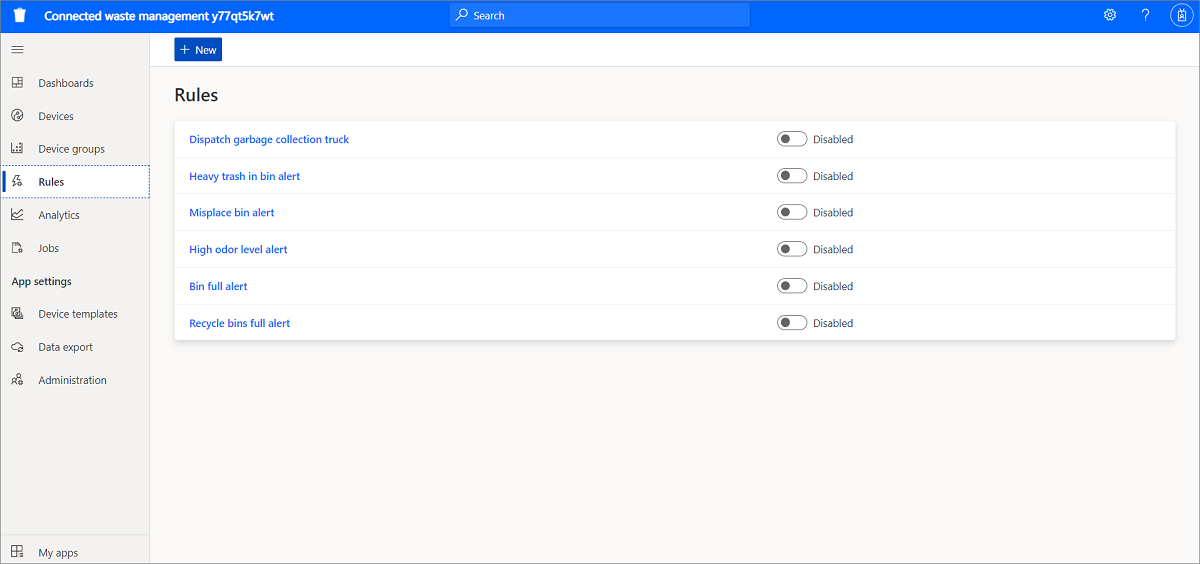 Connected waste management y77qt5k7wt
Search
?
+ New
Dashboards
Devices
Device groups
Rules
Analytics
Jobs
App settings
Device templates
Data export
Administration
My apps
Rules
Dispatch garbage collection truck Disabled
Heavy trash in bin alert Disabled
Misplace bin alert Disabled
High odor level alert Disabled
Bin full alert Disabled
Recycle bins full alert Disabled